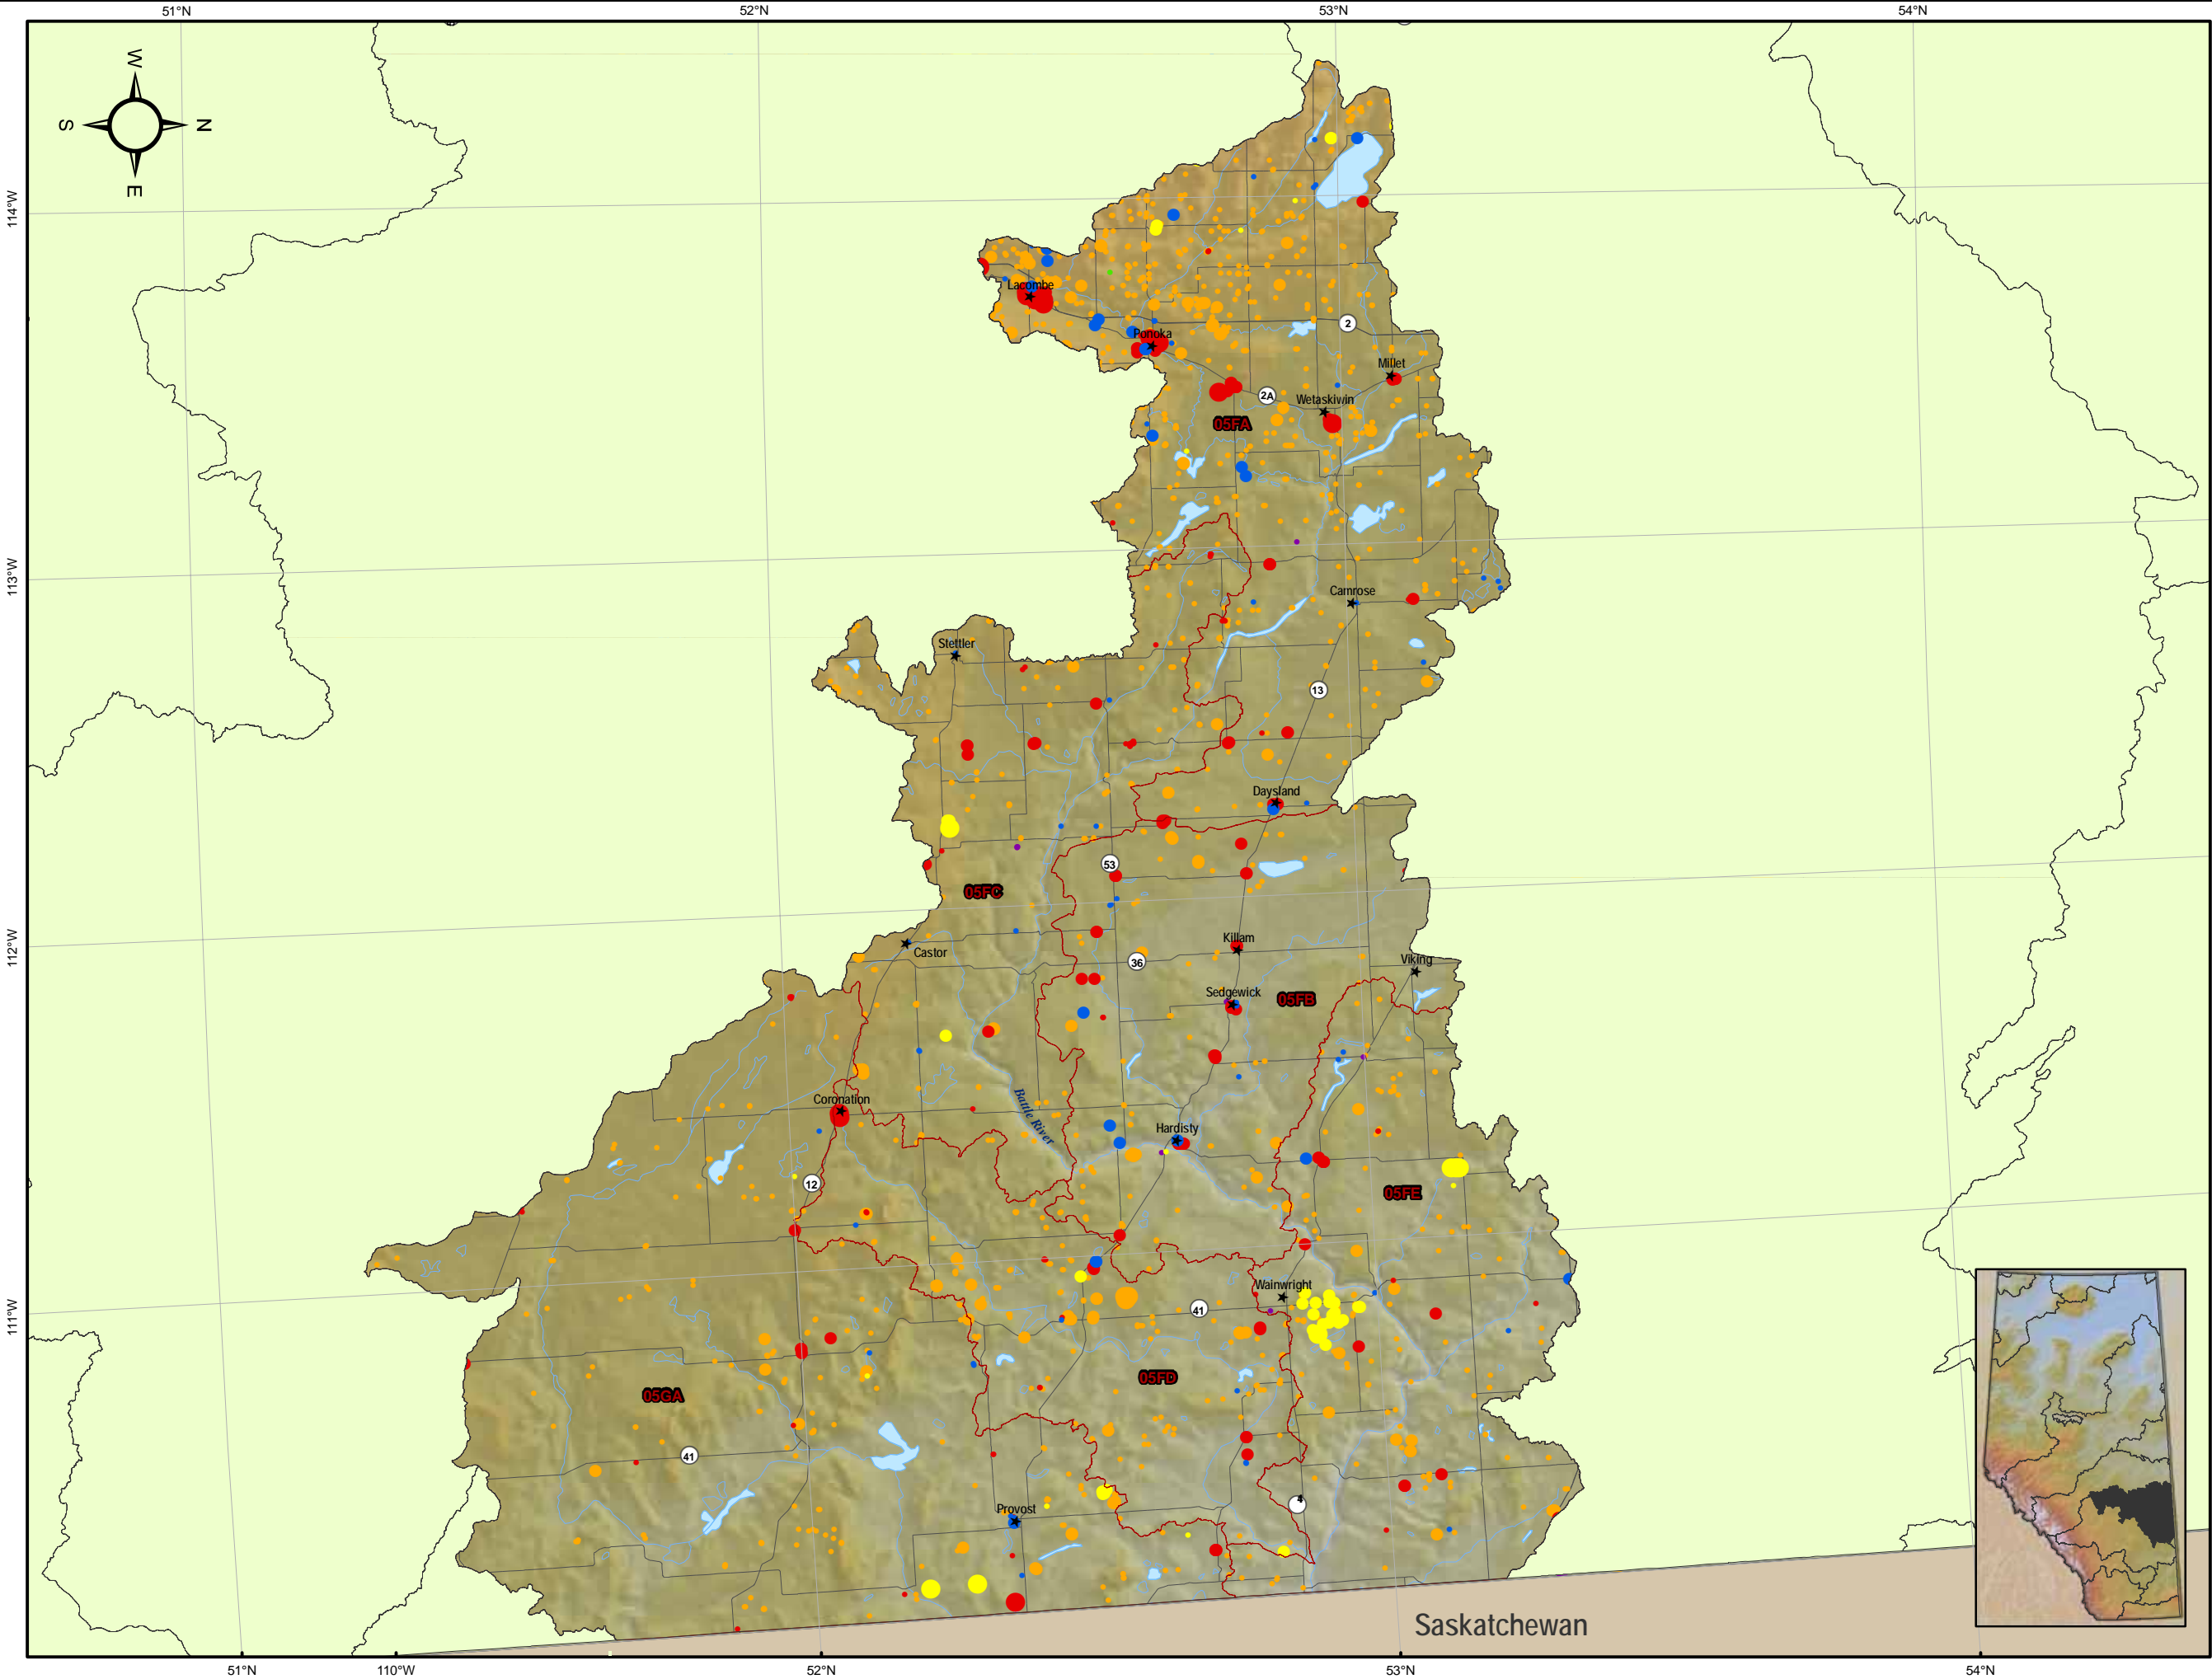 51°N 52°N 53°N 54°N
W
S N
E
114°W
Lacombe
2
Ponoka
Millet
2A
Wetaskiwin
05FA
113°W
Camrose
Stettler
13
Daysland
53
05FC
112°W
Killam
Castor
36
Viking
Sedgewick
05FB
Battle River
Coronation
Hardisty
12
05FE
111°W
Wainwright
41
05FD
05GA
41
4
Provost
Saskatchewan
51°N 110°W 52°N 53°N 54°N